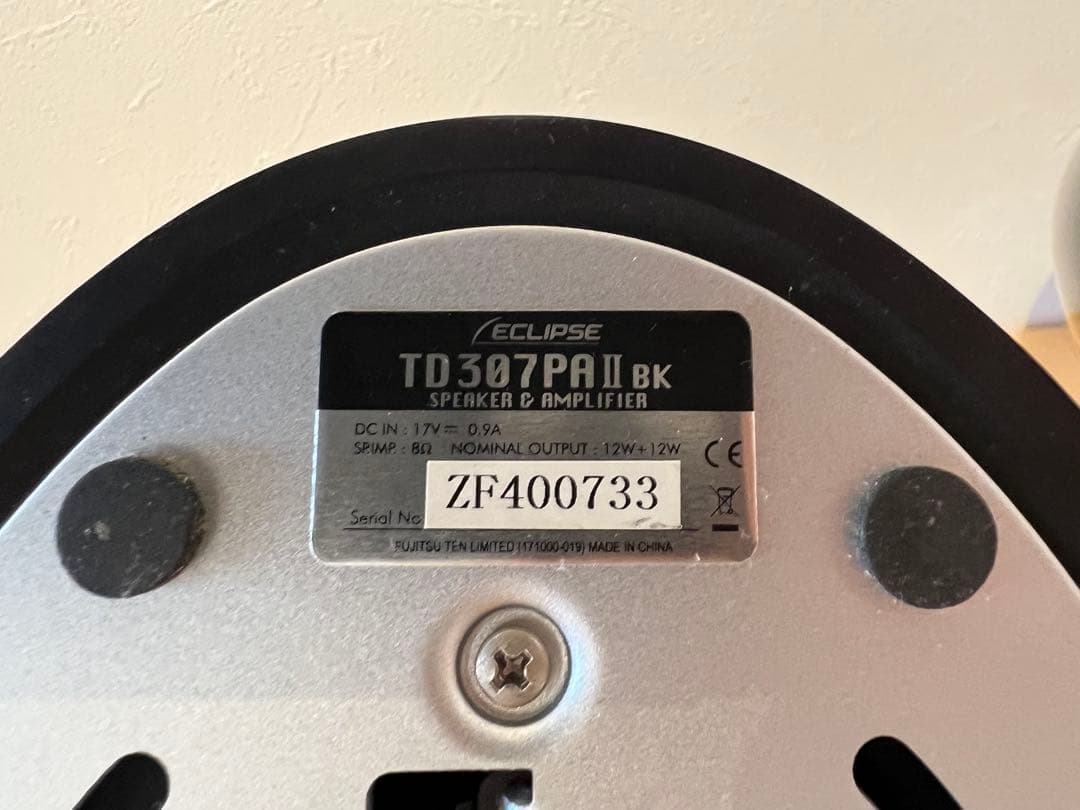 ECLIPSE
TD307PAII BK
SPEAKER & AMPLIFIER
DC IN : 17V⎓ 0.9A
SP.IMP. : 8Ω NOMINAL OUTPUT : 12W+12W
CE
ZF400733
Serial No
FUJITSU TEN LIMITED (171000-019) MADE IN CHINA